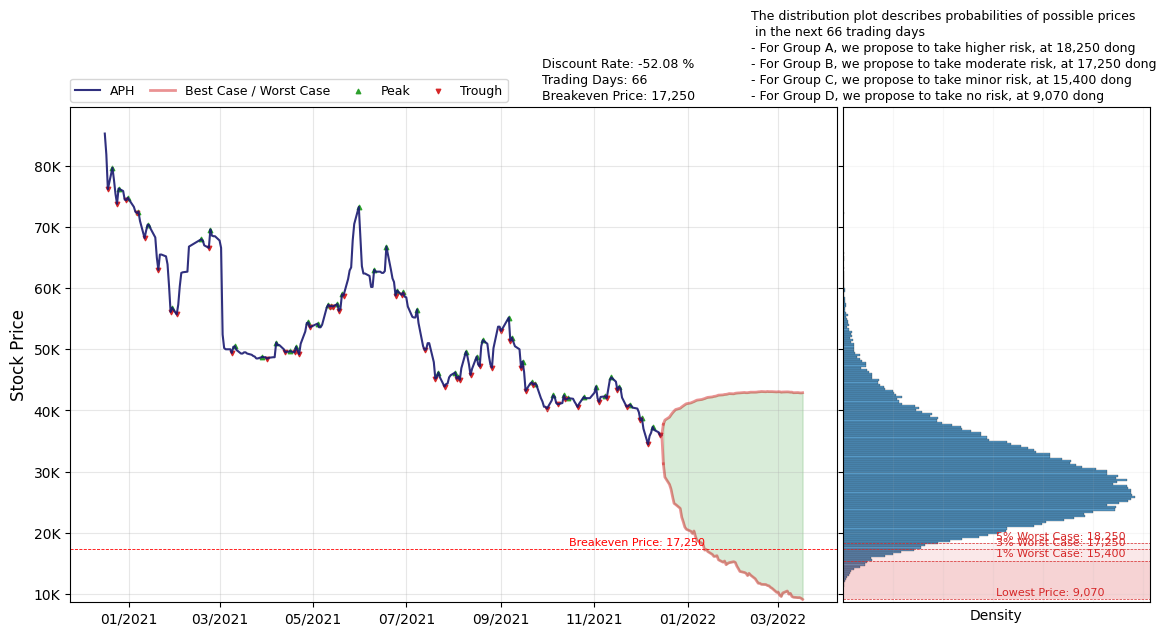 The distribution plot describes probabilities of possible prices
in the next 66 trading days
- For Group A, we propose to take higher risk, at 18,250 dong
- For Group B, we propose to take moderate risk, at 17,250 dong
- For Group C, we propose to take minor risk, at 15,400 dong
- For Group D, we propose to take no risk, at 9,070 dong
Discount Rate: -52.08 %
Trading Days: 66
Breakeven Price: 17,250
APH Best Case / Worst Case Peak Trough
Stock Price
80K
70K
60K
50K
40K
30K
20K
10K
Breakeven Price: 17,250
5% Worst Case: 18,250
3% Worst Case: 17,250
1% Worst Case: 15,400
Lowest Price: 9,070
01/2021 03/2021 05/2021 07/2021 09/2021 11/2021 01/2022 03/2022
Density